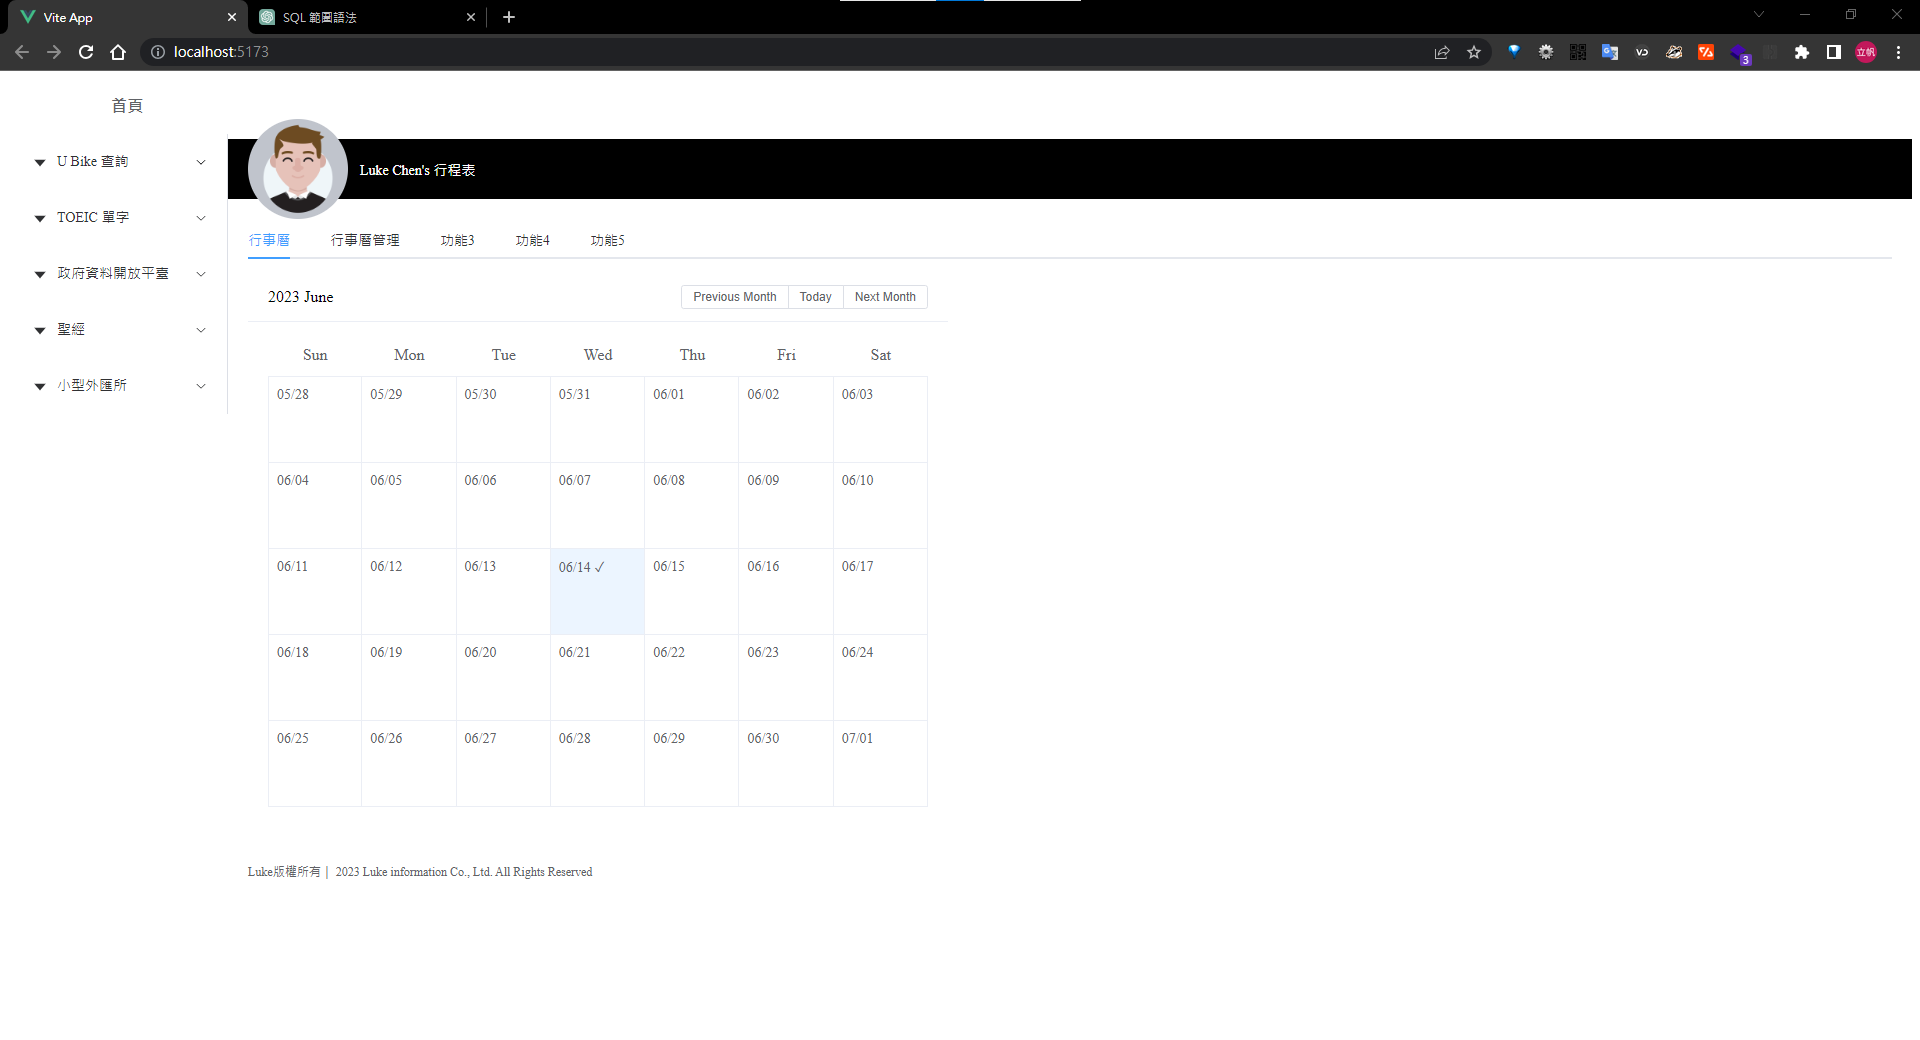 Vite App
SQL 範圍語法
localhost:5173
3
立帆
首頁
U Bike 查詢
TOEIC 單字
政府資料開放平臺
聖經
小型外匯所
Luke Chen's 行程表
行事曆 行事曆管理 功能3 功能4 功能5
2023 June
Previous Month Today Next Month
Sun Mon Tue Wed Thu Fri Sat
05/28 05/29 05/30 05/31 06/01 06/02 06/03
06/04 06/05 06/06 06/07 06/08 06/09 06/10
06/11 06/12 06/13 06/14 ✓ 06/15 06/16 06/17
06/18 06/19 06/20 06/21 06/22 06/23 06/24
06/25 06/26 06/27 06/28 06/29 06/30 07/01
Luke版權所有｜ 2023 Luke information Co., Ltd. All Rights Reserved